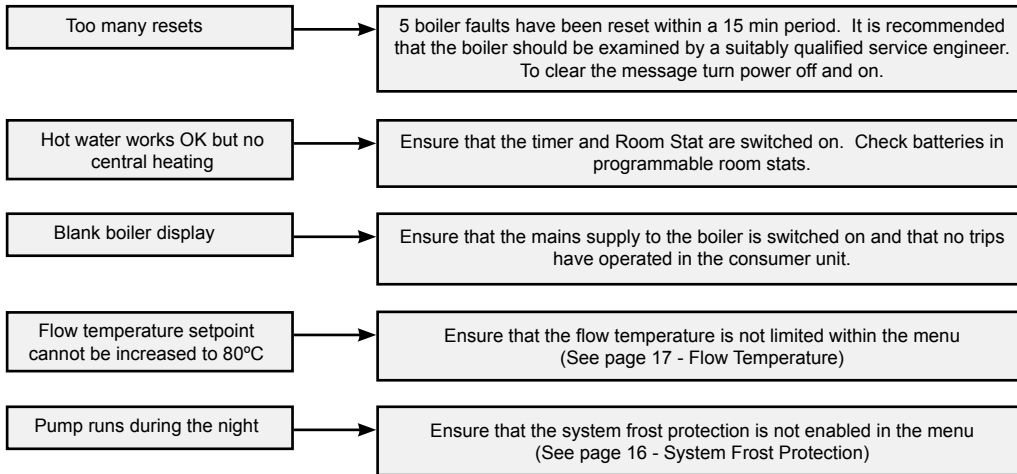 Too many resets
5 boiler faults have been reset within a 15 min period.  It is recommended
that the boiler should be examined by a suitably qualified service engineer.
To clear the message turn power off and on.
Hot water works OK but no
central heating
Ensure that the timer and Room Stat are switched on.  Check batteries in
programmable room stats.
Blank boiler display
Ensure that the mains supply to the boiler is switched on and that no trips
have operated in the consumer unit.
Flow temperature setpoint
cannot be increased to 80ºC
Ensure that the flow temperature is not limited within the menu
(See page 17 - Flow Temperature)
Pump runs during the night
Ensure that the system frost protection is not enabled in the menu
(See page 16 - System Frost Protection)